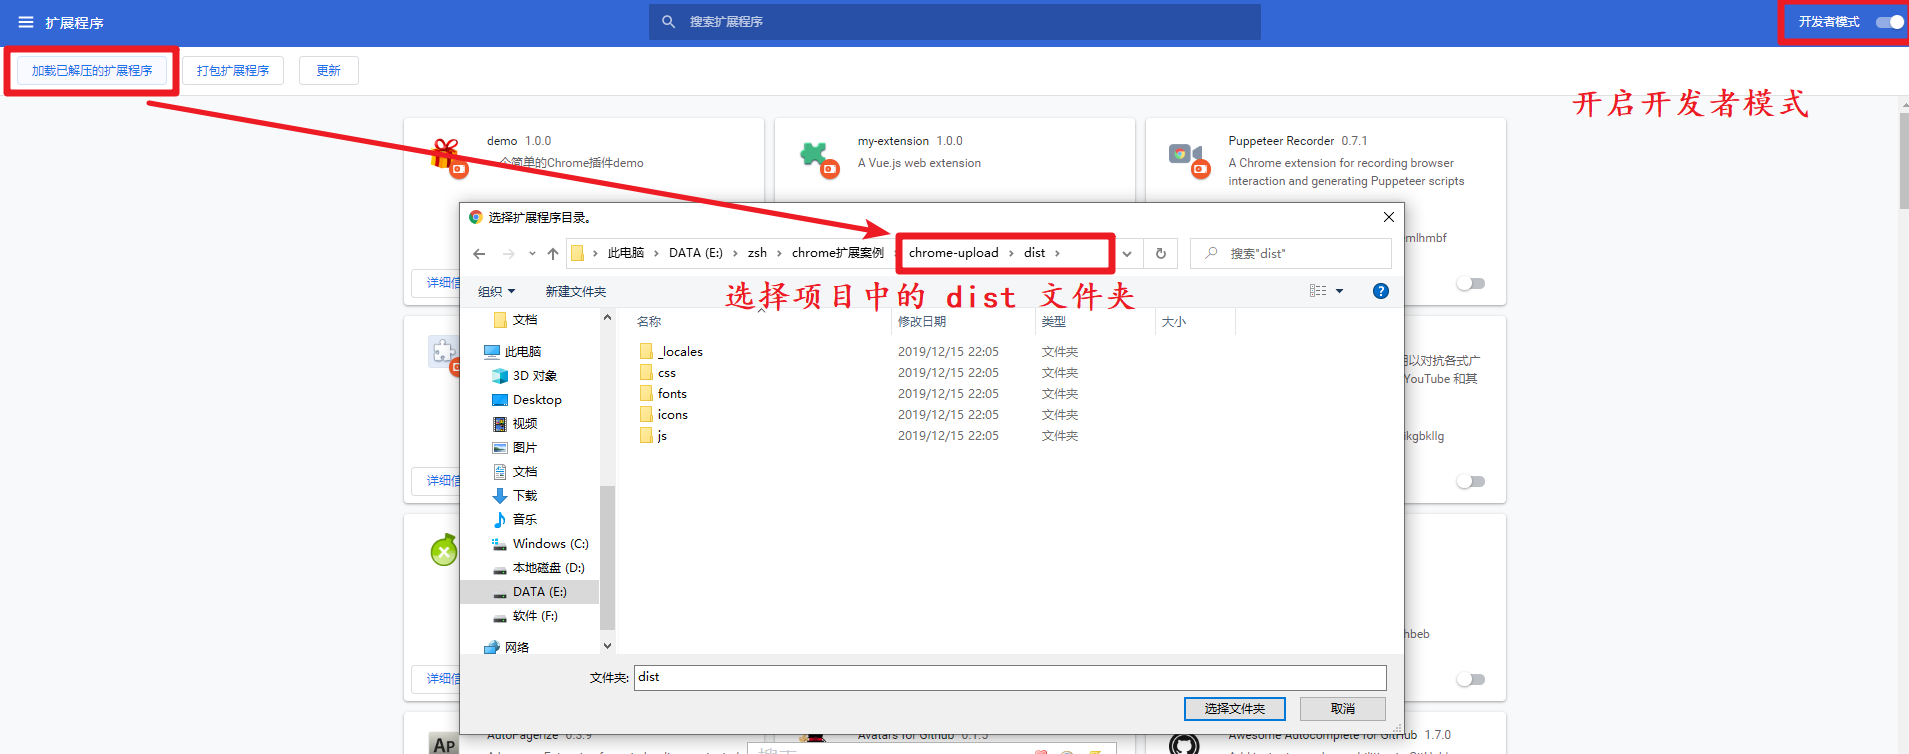 扩展程序
搜索扩展程序
开发者模式
加载已解压的扩展程序
打包扩展程序
更新
开启开发者模式
demo 1.0.0
个简单的Chrome插件demo
my-extension 1.0.0
A Vue.js web extension
Puppeteer Recorder 0.7.1
A Chrome extension for recording browser
interaction and generating Puppeteer scripts
选择扩展程序目录。
emlhmbf
此电脑 › DATA (E:) › zsh › chrome扩展案例 › chrome-upload › dist ›
搜索"dist"
详细信
组织
新建文件夹
选择项目中的 dist 文件夹
名称 修改日期 类型 大小
_locales 2019/12/15 22:05 文件夹
css 2019/12/15 22:05 文件夹
fonts 2019/12/15 22:05 文件夹
icons 2019/12/15 22:05 文件夹
js 2019/12/15 22:05 文件夹
文档
此电脑
3D 对象
Desktop
视频
图片
文档
下载
音乐
Windows (C:)
本地磁盘 (D:)
DATA (E:)
软件 (F:)
网络
以对抗各式广
YouTube 和其
ikgbkllg
详细信
hbeb
详细信
文件夹: dist
选择文件夹
取消
AP
AutoPagerize 0.3.9
Avatars for Github 0.1.5
Awesome Autocomplete for GitHub 1.7.0